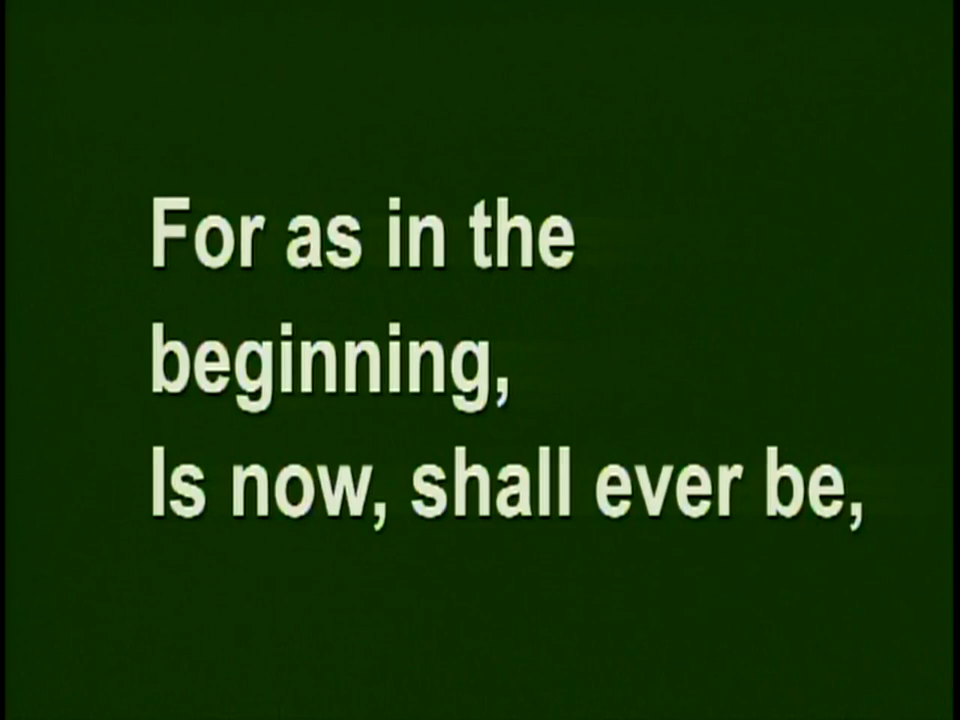 For as in the
beginning,
Is now, shall ever be,